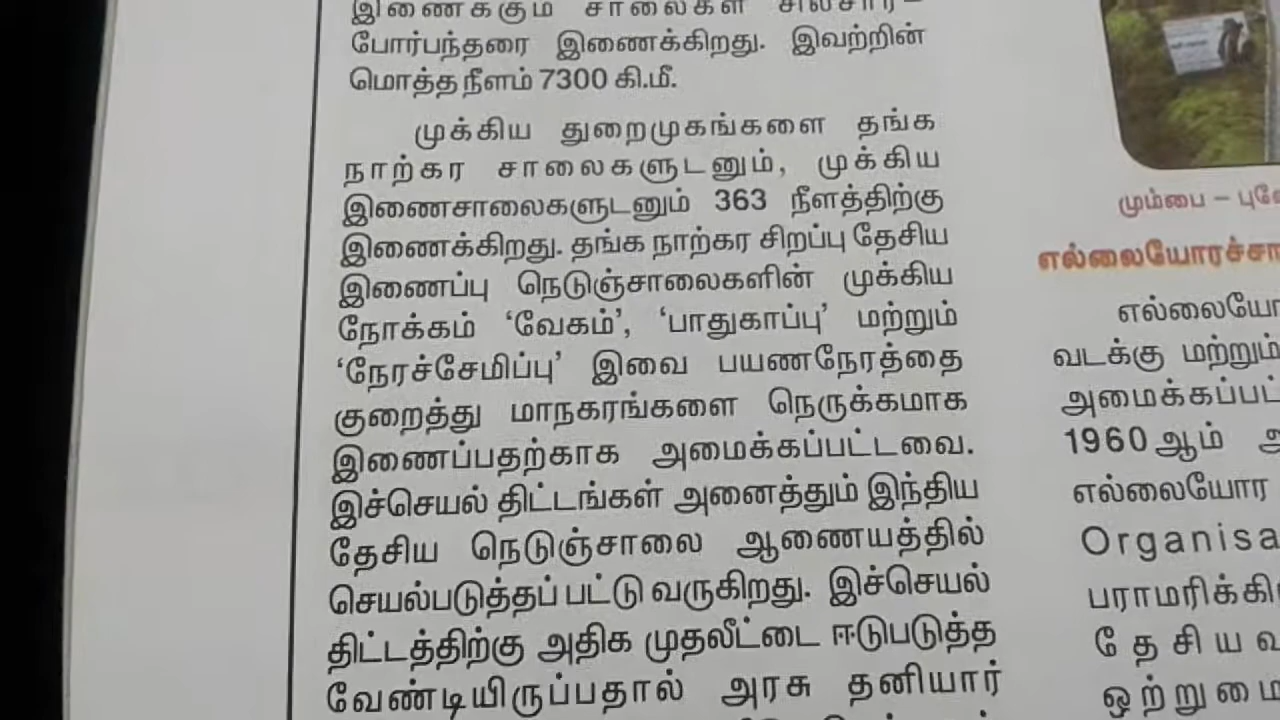 இணைக்கும் சாலைகள் சில்சார்–
போர்பந்தரை இணைக்கிறது. இவற்றின்
மொத்த நீளம் 7300 கி.மீ.
முக்கிய துறைமுகங்களை தங்க
நாற்கர சாலைகளுடனும், முக்கிய
இணைசாலைகளுடனும் 363 நீளத்திற்கு
இணைக்கிறது. தங்க நாற்கர சிறப்பு தேசிய
இணைப்பு நெடுஞ்சாலைகளின் முக்கிய
நோக்கம் ‘வேகம்’, ‘பாதுகாப்பு’ மற்றும்
‘நேரச்சேமிப்பு’ இவை பயணநேரத்தை
குறைத்து மாநகரங்களை நெருக்கமாக
இணைப்பதற்காக அமைக்கப்பட்டவை.
இச்செயல் திட்டங்கள் அனைத்தும் இந்திய
தேசிய நெடுஞ்சாலை ஆணையத்தில்
செயல்படுத்தப் பட்டு வருகிறது. இச்செயல்
திட்டத்திற்கு அதிக முதலீட்டை ஈடுபடுத்த
வேண்டியிருப்பதால் அரசு தனியார்
மும்பை – புனே
எல்லையோரச்சா
எல்லையோ
வடக்கு மற்றும்
அமைக்கப்பட்
1960 ஆம்
எல்லையோர
Organisa
பராமரிக்கி
தேசிய
ஒற்றுமை